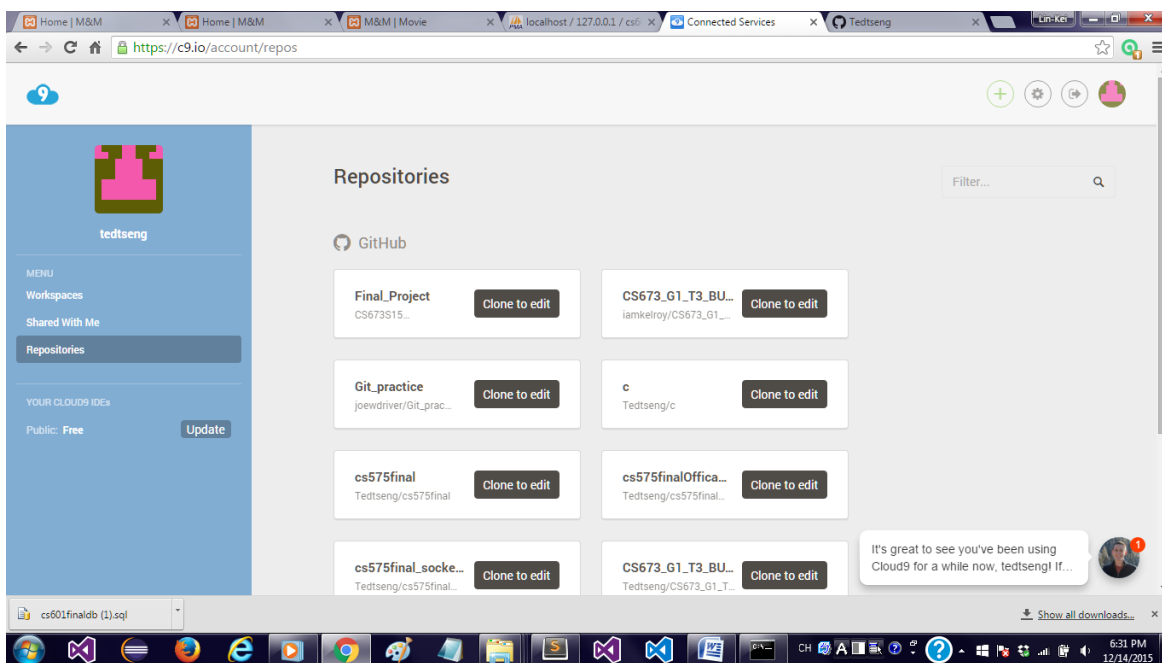 Home | M&M
Home | M&M
M&M | Movie
localhost / 127.0.0.1 / cs6
Connected Services
Tedtseng
Lin-Kei
https://c9.io/account/repos
9
tedtseng
MENU
Workspaces
Shared With Me
Repositories
YOUR CLOUD9 IDEs
Public: Free
Update
Repositories
Filter...
GitHub
Final_Project
CS673S15...
Clone to edit
CS673_G1_T3_BU...
iamkelroy/CS673_G1_...
Clone to edit
Git_practice
joewdriver/Git_prac...
Clone to edit
c
Tedtseng/c
Clone to edit
cs575final
Tedtseng/cs575final
Clone to edit
cs575finalOffica...
Tedtseng/cs575final...
Clone to edit
cs575final_socke...
Tedtseng/cs575final...
Clone to edit
CS673_G1_T3_BU...
Tedtseng/CS673_G1_T...
Clone to edit
It's great to see you've been using
Cloud9 for a while now, tedtseng! If...
1
cs601finaldb (1).sql
Show all downloads...
CH
6:31 PM
12/14/2015